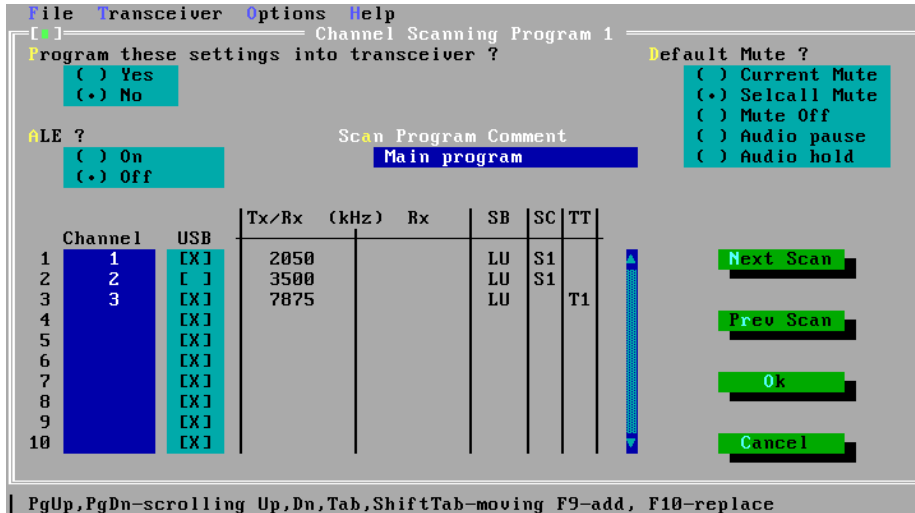 File Transceiver Options Help
[■] Channel Scanning Program 1
Program these settings into transceiver ? Default Mute ?
( ) Yes ( ) Current Mute
(•) No (•) Selcall Mute
( ) Mute Off
ALE ? Scan Program Comment ( ) Audio pause
( ) On Main program ( ) Audio hold
(•) Off
Tx/Rx (kHz) Rx SB SC TT
Channel USB
1 1 [X] 2050 LU S1 Next Scan
2 2 [ ] 3500 LU S1
3 3 [X] 7875 LU T1
4 [X] Prev Scan
5 [X]
6 [X]
7 [X] Ok
8 [X]
9 [X]
10 [X] Cancel
PgUp,PgDn-scrolling Up,Dn,Tab,ShiftTab-moving F9-add, F10-replace